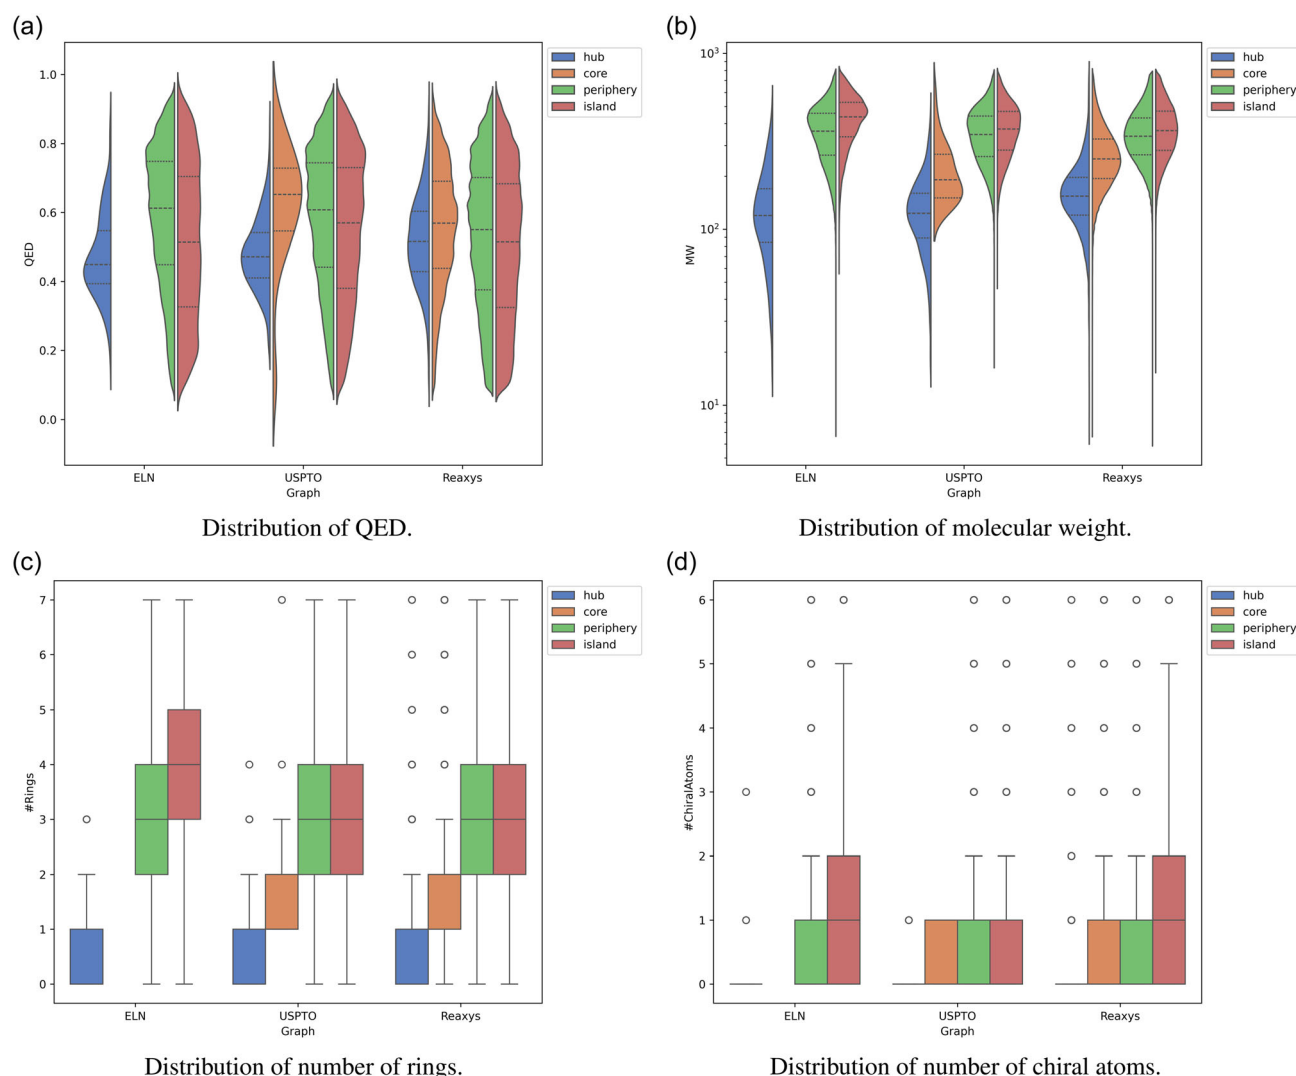 (a)
QED
1.0
0.8
0.6
0.4
0.2
0.0
ELN
USPTO
Reaxys
Graph
hub
core
periphery
island
Distribution of QED.
(b)
MW
10³
10²
10¹
ELN
USPTO
Reaxys
Graph
hub
core
periphery
island
Distribution of molecular weight.
(c)
#Rings
7
6
5
4
3
2
1
0
ELN
USPTO
Reaxys
Graph
hub
core
periphery
island
Distribution of number of rings.
(d)
#ChiralAtoms
6
5
4
3
2
1
0
ELN
USPTO
Reaxys
Graph
hub
core
periphery
island
Distribution of number of chiral atoms.